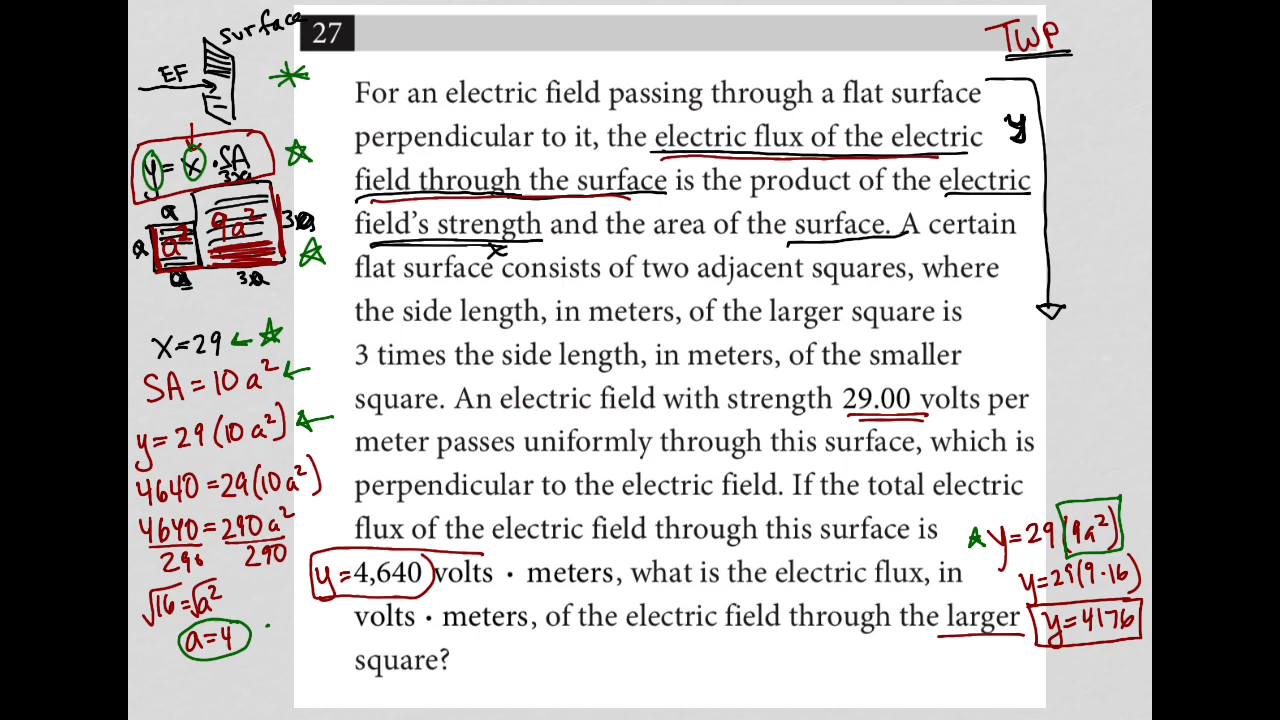 27
TWP
For an electric field passing through a flat surface
perpendicular to it, the electric flux of the electric
field through the surface is the product of the electric
field's strength and the area of the surface. A certain
flat surface consists of two adjacent squares, where
the side length, in meters, of the larger square is
3 times the side length, in meters, of the smaller
square. An electric field with strength 29.00 volts per
meter passes uniformly through this surface, which is
perpendicular to the electric field. If the total electric
flux of the electric field through this surface is
y = 4,640 volts · meters, what is the electric flux, in
volts · meters, of the electric field through the larger
square?
y
x
surface
EF
y = x · SA
a
3a
a
a²
9a²
3a
a
3a
x = 29
SA = 10a²
y = 29(10a²)
4640 = 29(10a²)
4640 = 290a²
290 290
√16 = √a²
a = 4
y = 29(9a²)
y = 29(9·16)
y = 4176